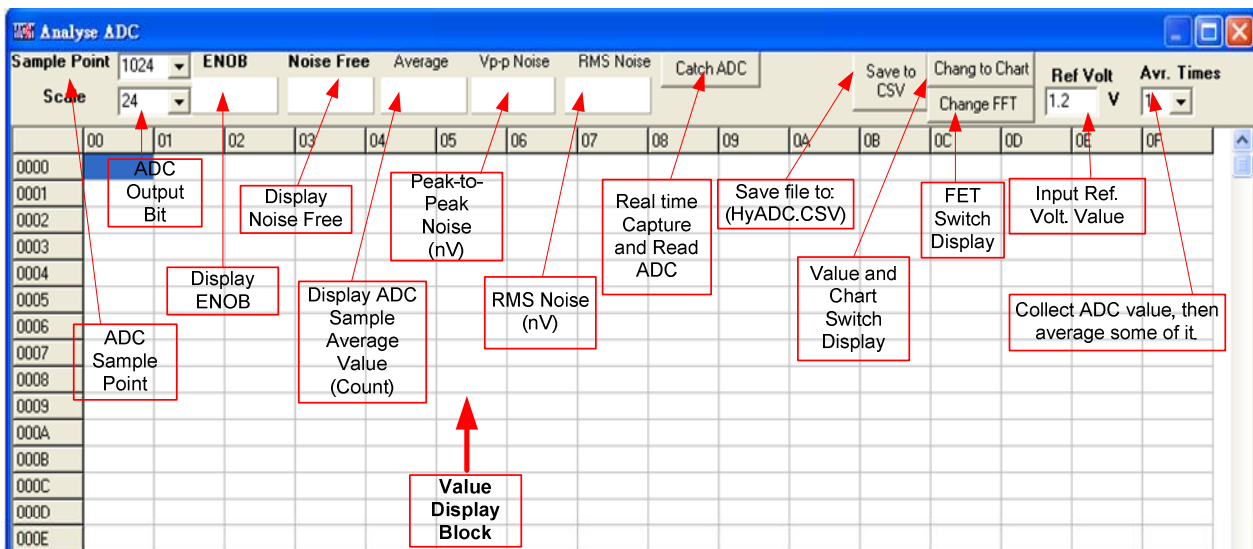 Analyse ADC
Sample Point 1024 ENOB Noise Free Average Vp-p Noise RMS Noise Catch ADC Save to CSV Chang to Chart Ref Volt Avr. Times
Scale 24 Change FFT 1.2 V 1
00 01 02 03 04 05 06 07 08 09 0A 0B 0C 0D 0E 0F
0000
0001
0002
0003
0004
0005
0006
0007
0008
0009
000A
000B
000C
000D
000E
ADC
Output
Bit
Display
Noise Free
Peak-to-
Peak
Noise
(nV)
Real time
Capture
and Read
ADC
Save file to:
(HyADC.CSV)
FET
Switch
Display
Input Ref.
Volt. Value
Display
ENOB
Display ADC
Sample
Average
Value
(Count)
RMS Noise
(nV)
Value and
Chart
Switch
Display
Collect ADC value, then
average some of it.
ADC
Sample
Point
Value
Display
Block